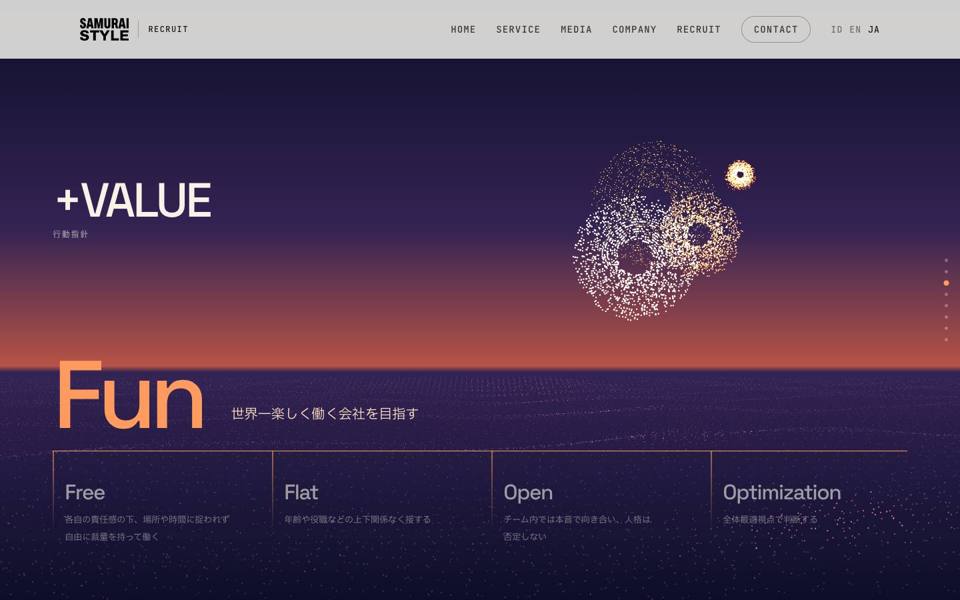 SAMURAI
STYLE
RECRUIT
HOME SERVICE MEDIA COMPANY RECRUIT CONTACT ID EN JA
+VALUE
行動指針
Fun
世界一楽しく働く会社を目指す
Free
各自の責任感の下、場所や時間に捉われず
自由に裁量を持って働く
Flat
年齢や役職などの上下関係なく接する
Open
チーム内では本音で向き合い、人格は
否定しない
Optimization
全体最適視点で判断する